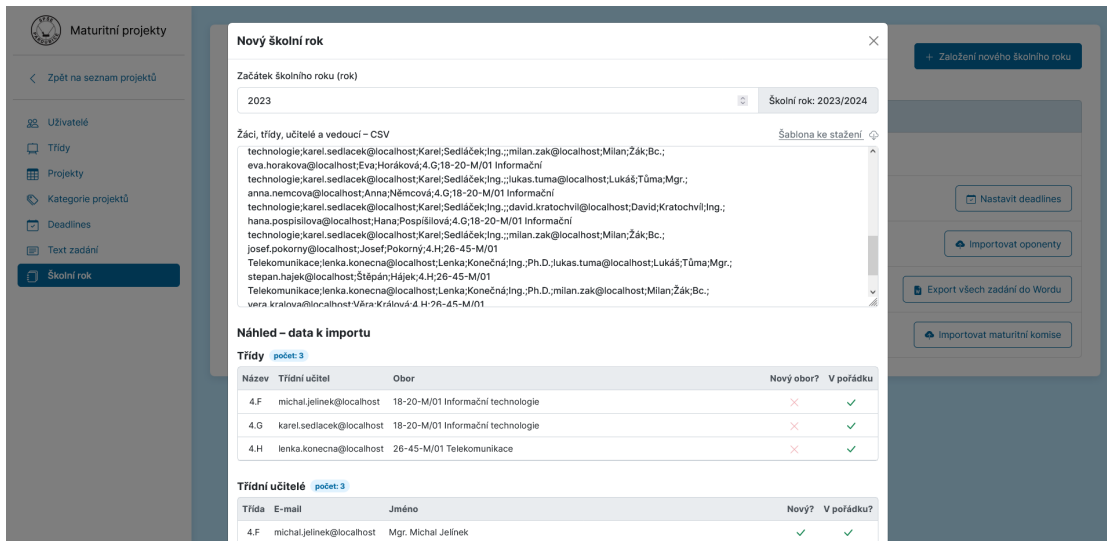 SPŠE
PARDUBICE
Maturitní projekty
Zpět na seznam projektů
Uživatelé
Třídy
Projekty
Kategorie projektů
Deadlines
Text zadání
Školní rok
Nový školní rok
Začátek školního roku (rok)
2023
Školní rok: 2023/2024
Žáci, třídy, učitelé a vedoucí – CSV
Šablona ke stažení
technologie;karel.sedlacek@localhost;Karel;Sedláček;Ing.;;milan.zak@localhost;Milan;Žák;Bc.;
eva.horakova@localhost;Eva;Horáková;4.G;18-20-M/01 Informační
technologie;karel.sedlacek@localhost;Karel;Sedláček;Ing.;;lukas.tuma@localhost;Lukáš;Tůma;Mgr.;
anna.nemcova@localhost;Anna;Němcová;4.G;18-20-M/01 Informační
technologie;karel.sedlacek@localhost;Karel;Sedláček;Ing.;;david.kratochvil@localhost;David;Kratochvíl;Ing.;
hana.pospisilova@localhost;Hana;Pospíšilová;4.G;18-20-M/01 Informační
technologie;karel.sedlacek@localhost;Karel;Sedláček;Ing.;;milan.zak@localhost;Milan;Žák;Bc.;
josef.pokorny@localhost;Josef;Pokorný;4.H;26-45-M/01
Telekomunikace;lenka.konecna@localhost;Lenka;Konečná;Ing.;Ph.D.;lukas.tuma@localhost;Lukáš;Tůma;Mgr.;
stepan.hajek@localhost;Štěpán;Hájek;4.H;26-45-M/01
Telekomunikace;lenka.konecna@localhost;Lenka;Konečná;Ing.;Ph.D.;milan.zak@localhost;Milan;Žák;Bc.;
vera.kralova@localhost;Věra;Králová;4.H;26-45-M/01
Náhled – data k importu
Třídy počet: 3
Název Třídní učitel Obor Nový obor? V pořádku
4.F michal.jelinek@localhost 18-20-M/01 Informační technologie
4.G karel.sedlacek@localhost 18-20-M/01 Informační technologie
4.H lenka.konecna@localhost 26-45-M/01 Telekomunikace
Třídní učitelé počet: 3
Třída E-mail Jméno Nový? V pořádku?
4.F michal.jelinek@localhost Mgr. Michal Jelínek
+ Založení nového školního roku
Nastavit deadlines
Importovat oponenty
Export všech zadání do Wordu
Importovat maturitní komise